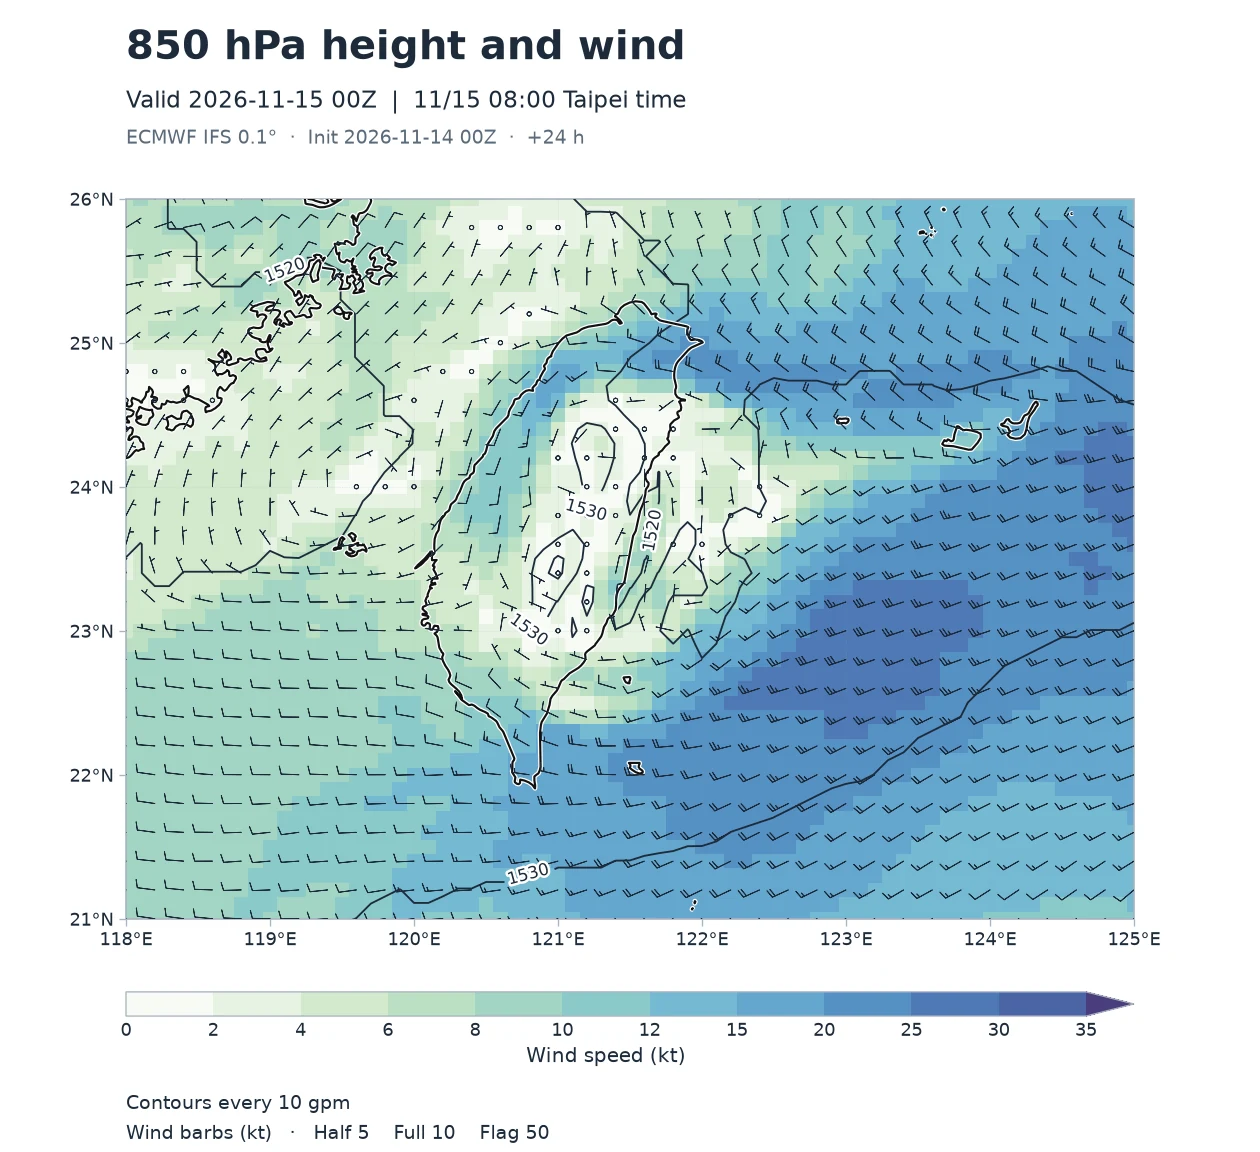 850 hPa height and wind
Valid 2026-11-15 00Z | 11/15 08:00 Taipei time
ECMWF IFS 0.1° · Init 2026-11-14 00Z · +24 h
26°N
1520
25°N
24°N
1530
1520
23°N
1530
22°N
1530
21°N
118°E 119°E 120°E 121°E 122°E 123°E 124°E 125°E
0 2 4 6 8 10 12 15 20 25 30 35
Wind speed (kt)
Contours every 10 gpm
Wind barbs (kt) · Half 5 Full 10 Flag 50